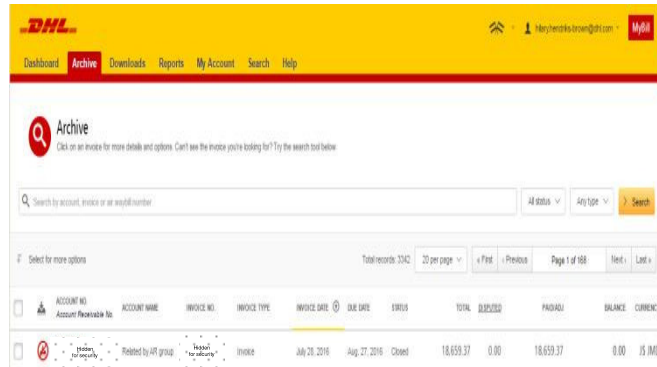 DHL
hilary.hendriks-brown@dhl.com
MyBill
Dashboard Archive Downloads Reports My Account Search Help
Archive
Click on an invoice for more details and options. Can't see the invoice you're looking for? Try the search tool below
Search by account, invoice or air waybill number
All status
Any type
> Search
Select for more options
Total records: 3342
20 per page
« First
‹ Previous
Page 1 of 168
Next ›
Last »
ACCOUNT NO.
Account Receivable No.
ACCOUNT NAME INVOICE NO. INVOICE TYPE INVOICE DATE DUE DATE STATUS TOTAL DISPUTED PAID/ADJ BALANCE CURRENC
Hidden
for security
Related by AR group
Hidden
for security
Invoice July 28, 2016 Aug. 27, 2016 Closed 18,659.37 0.00 18,659.37 0.00 JS JM